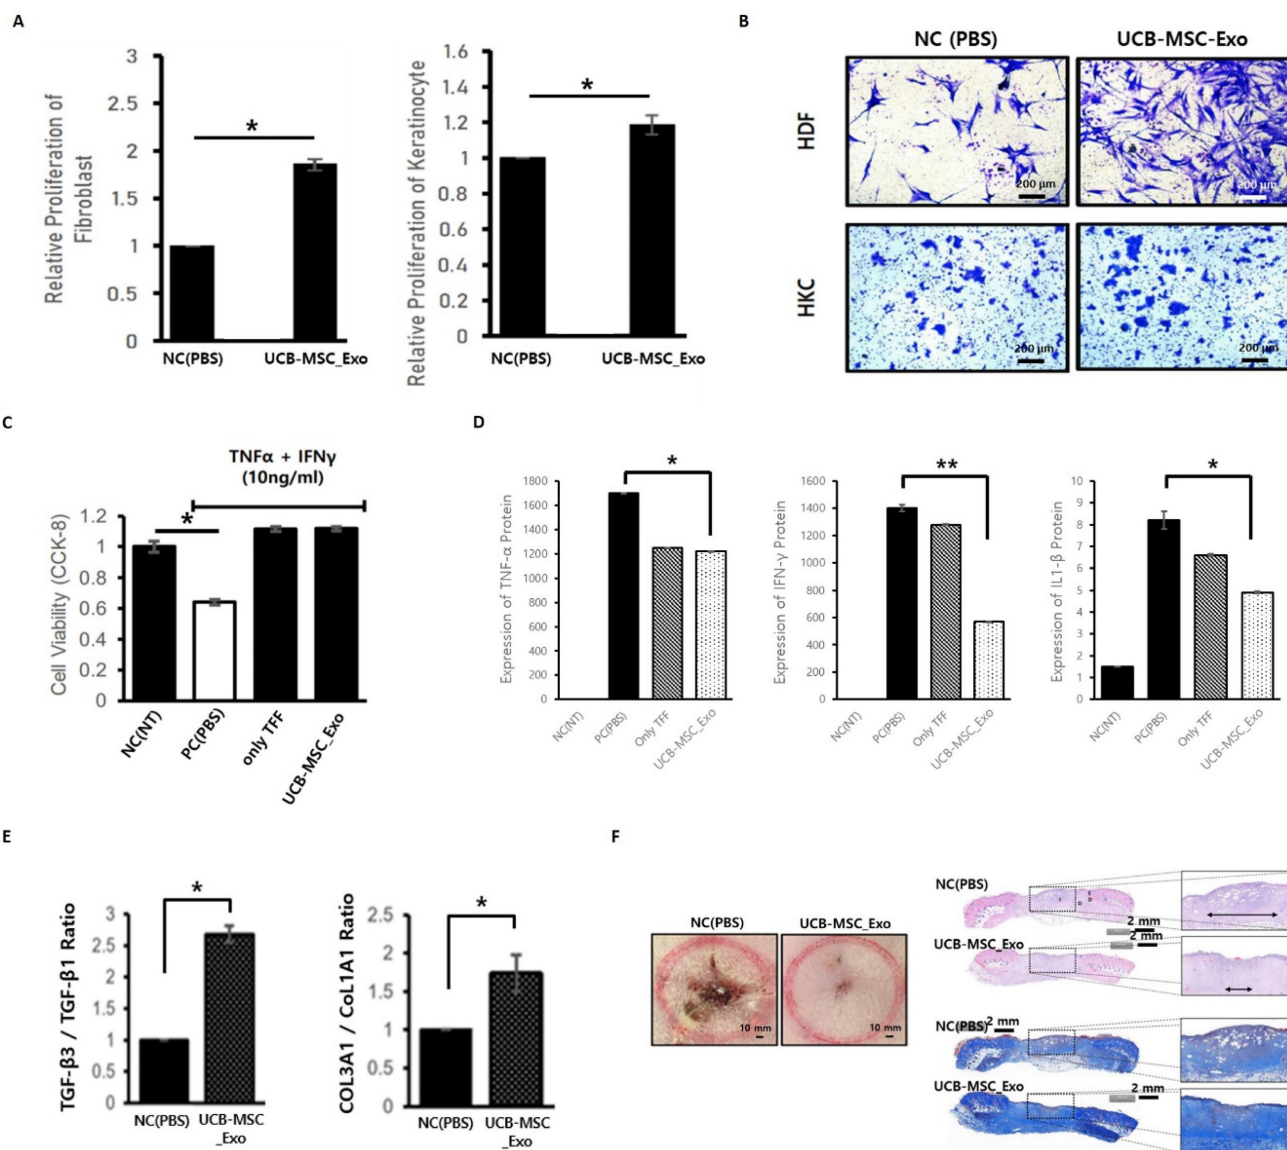 A
Relative Proliferation of
Fibroblast
3
2.5
2
1.5
1
0.5
0
*
NC(PBS)
UCB-MSC_Exo
Relative Proliferation of Keratinocyte
1.6
1.4
1.2
1
0.8
0.6
0.4
0.2
0
*
NC(PBS)
UCB-MSC_Exo
B
NC (PBS)
UCB-MSC-Exo
HDF
200 μm
200 μm
HKC
200 μm
200 μm
C
TNFα + IFNγ
(10ng/ml)
Cell Viability (CCK-8)
1.2
1
0.8
0.6
0.4
0.2
0
*
NC(NT)
PC(PBS)
only TFF
UCB-MSC_Exo
D
Expression of TNF-α Protein
1800
1600
1400
1200
1000
800
600
400
200
0
*
NC(NT)
PC(PBS)
Only TFF
UCB-MSC_Exo
Expression of IFN-γ Protein
1600
1400
1200
1000
800
600
400
200
0
**
NC(NT)
PC(PBS)
Only TFF
UCB-MSC_Exo
Expression of IL1-β Protein
10
9
8
7
6
5
4
3
2
1
0
*
NC(NT)
PC(PBS)
Only TFF
UCB-MSC_Exo
E
TGF-β3 / TGF-β1 Ratio
3
2.5
2
1.5
1
0.5
0
*
NC(PBS)
UCB-MSC
_Exo
COL3A1 / CoL1A1 Ratio
2.5
2
1.5
1
0.5
0
*
NC(PBS)
UCB-MSC
_Exo
F
NC(PBS)
UCB-MSC_Exo
10 mm
10 mm
NC(PBS)
2 mm
2 mm
UCB-MSC_Exo
NC(PBS)
2 mm
UCB-MSC_Exo
2 mm